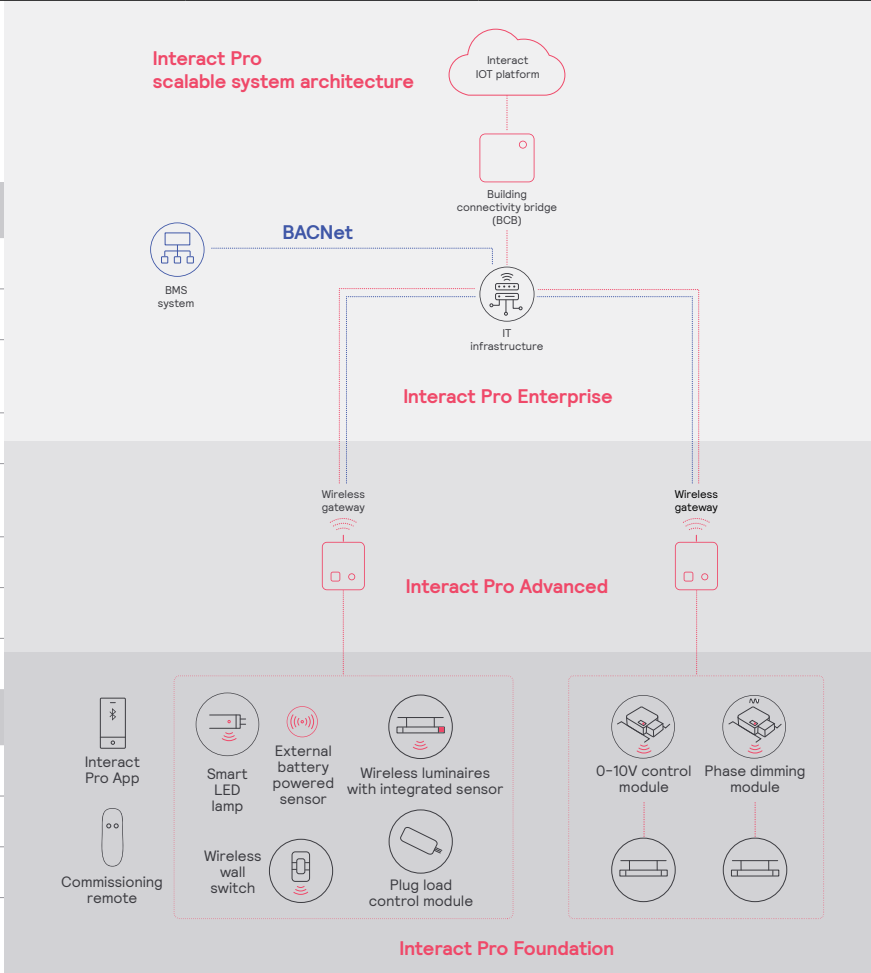 Interact Pro
scalable system architecture
Interact
IOT platform
Building
connectivity bridge
(BCB)
BACNet
BMS
system
IT
infrastructure
Interact Pro Enterprise
Wireless
gateway
Wireless
gateway
Interact Pro Advanced
Interact
Pro App
Smart
LED
lamp
External
battery
powered
sensor
Wireless luminaires
with integrated sensor
0-10V control
module
Phase dimming
module
Commissioning
remote
Wireless
wall
switch
Plug load
control module
Interact Pro Foundation